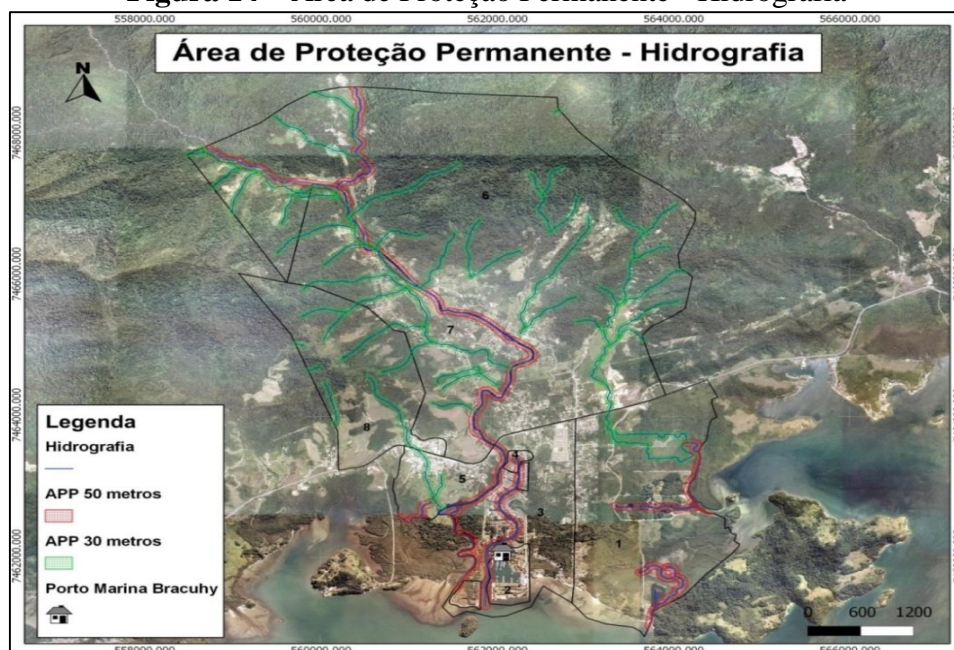 558000.000 560000.000 562000.000 564000.000 566000.000
Área de Proteção Permanente - Hidrografia
N
7468000.000
7466000.000
7464000.000
7462000.000
6
7
8
4
5
3
1
2
Legenda
Hidrografia
APP 50 metros
APP 30 metros
Porto Marina Bracuhy
0 600 1200
558000.000 560000.000 562000.000 564000.000 566000.000